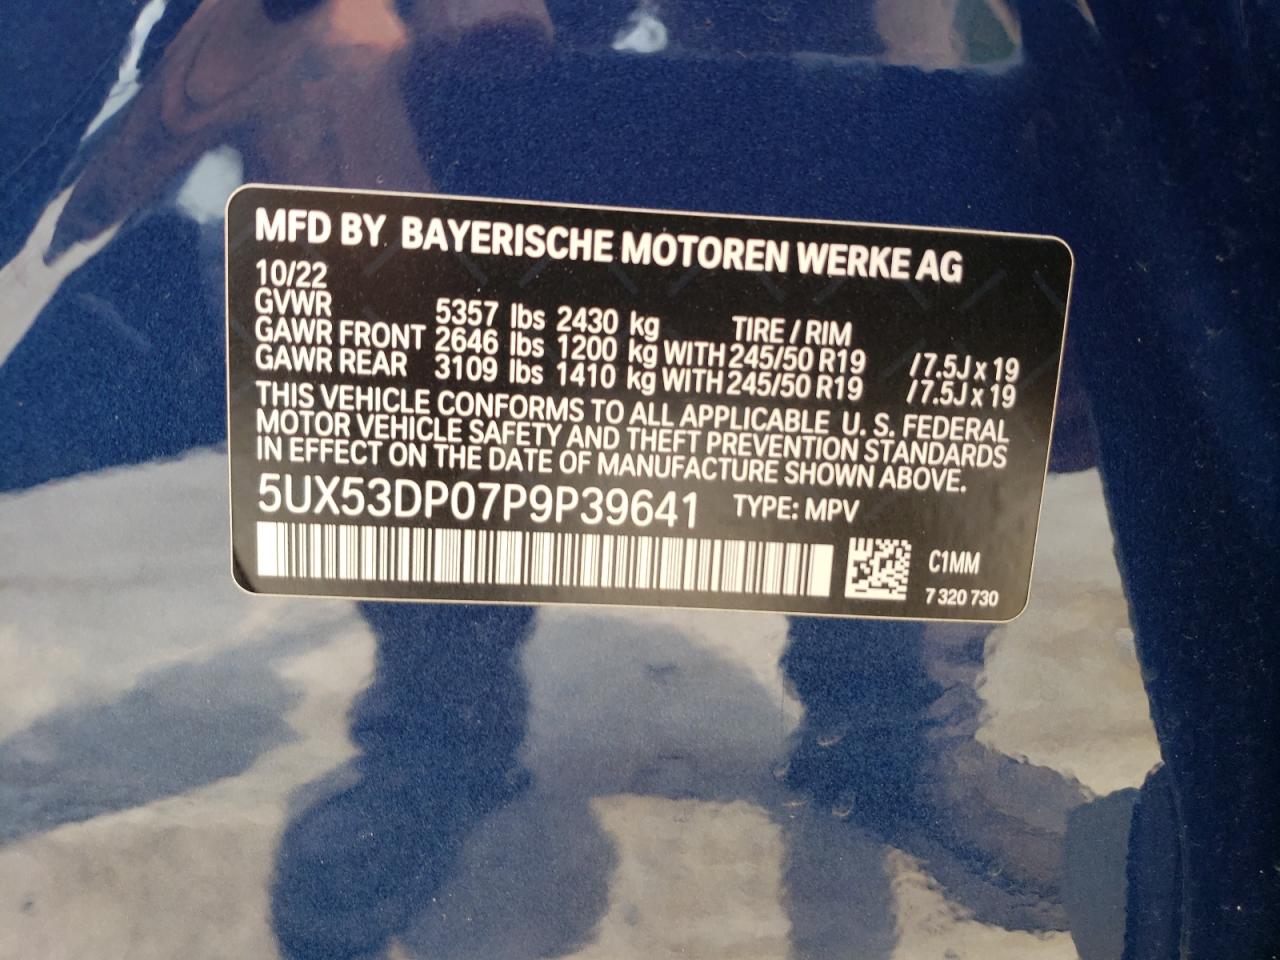 MFD BY BAYERISCHE MOTOREN WERKE AG
10/22
GVWR 5357 lbs 2430 kg TIRE / RIM
GAWR FRONT 2646 lbs 1200 kg WITH 245/50 R19 /7.5J x 19
GAWR REAR 3109 lbs 1410 kg WITH 245/50 R19 /7.5J x 19
THIS VEHICLE CONFORMS TO ALL APPLICABLE U. S. FEDERAL
MOTOR VEHICLE SAFETY AND THEFT PREVENTION STANDARDS
IN EFFECT ON THE DATE OF MANUFACTURE SHOWN ABOVE.
5UX53DP07P9P39641 TYPE: MPV
C1MM
7 320 730